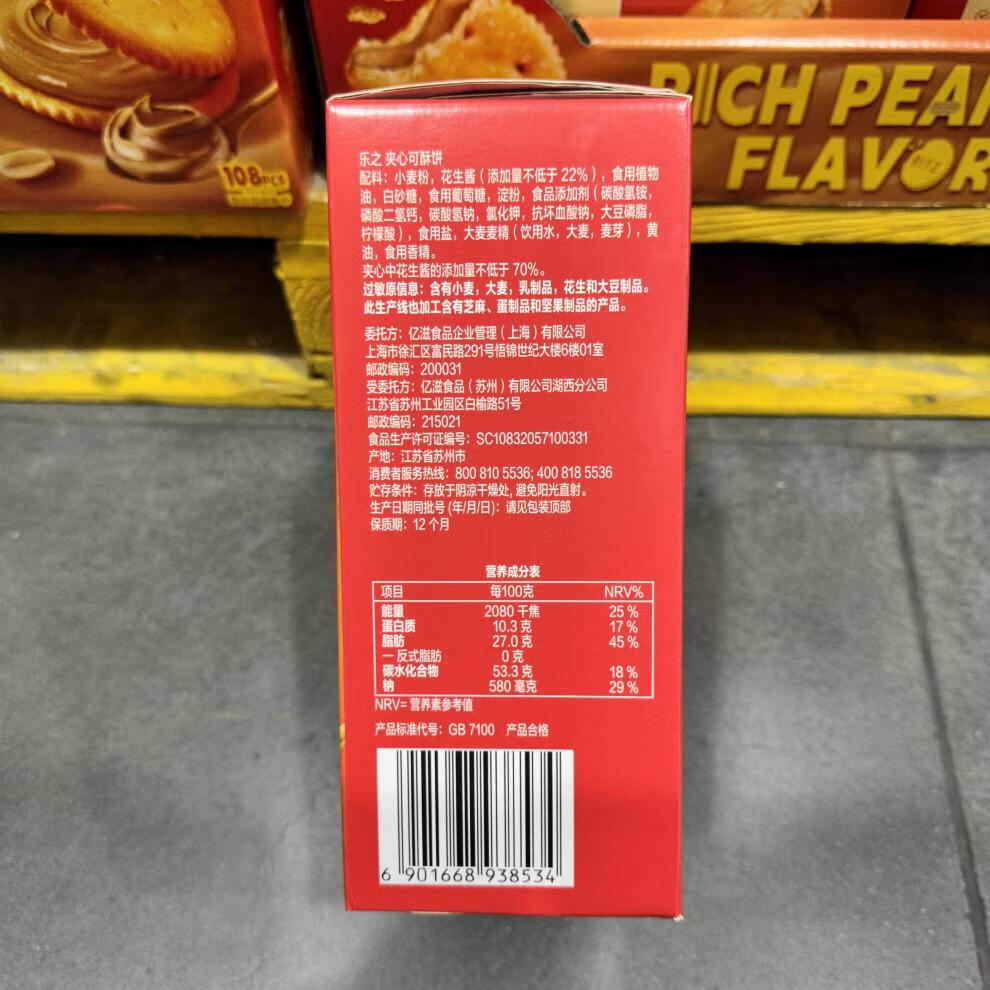 108PCS
RICH PEA
FLAVOR
RITZ
乐之 夹心可酥饼
配料：小麦粉，花生酱（添加量不低于 22%），食用植物
油，白砂糖，食用葡萄糖，淀粉，食品添加剂（碳酸氢铵，
磷酸二氢钙，碳酸氢钠，氯化钾，抗坏血酸钠，大豆磷脂，
柠檬酸），食用盐，大麦麦精（饮用水，大麦，麦芽），黄
油，食用香精。
夹心中花生酱的添加量不低于 70%。
过敏原信息：含有小麦，大麦，乳制品，花生和大豆制品。
此生产线也加工含有芝麻、蛋制品和坚果制品的产品。
委托方：亿滋食品企业管理（上海）有限公司
上海市徐汇区富民路291号悟锦世纪大楼6楼01室
邮政编码：200031
受委托方：亿滋食品（苏州）有限公司湖西分公司
江苏省苏州工业园区白榆路51号
邮政编码：215021
食品生产许可证编号：SC10832057100331
产地：江苏省苏州市
消费者服务热线：800 810 5536; 400 818 5536
贮存条件：存放于阴凉干燥处, 避免阳光直射。
生产日期同批号 (年/月/日)：请见包装顶部
保质期：12 个月
营养成分表
项目 每100克 NRV%
能量 2080 千焦 25 %
蛋白质 10.3 克 17 %
脂肪 27.0 克 45 %
— 反式脂肪 0 克
碳水化合物 53.3 克 18 %
钠 580 毫克 29 %
NRV= 营养素参考值
产品标准代号：GB 7100 产品合格
6 901668 938534